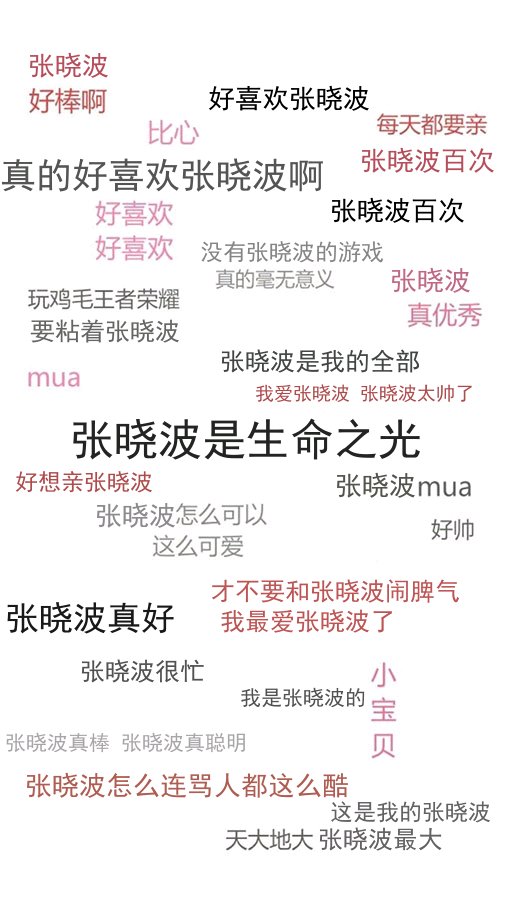 张晓波
好棒啊
好喜欢张晓波
比心
每天都要亲
张晓波百次
真的好喜欢张晓波啊
好喜欢
张晓波百次
好喜欢
没有张晓波的游戏
真的毫无意义
张晓波
真优秀
玩鸡毛王者荣耀
要粘着张晓波
张晓波是我的全部
mua
我爱张晓波 张晓波太帅了
张晓波是生命之光
好想亲张晓波
张晓波mua
张晓波怎么可以
这么可爱
好帅
才不要和张晓波闹脾气
我最爱张晓波了
张晓波真好
张晓波很忙
我是张晓波的
小
宝
贝
张晓波真棒 张晓波真聪明
张晓波怎么连骂人都这么酷
这是我的张晓波
天大地大 张晓波最大